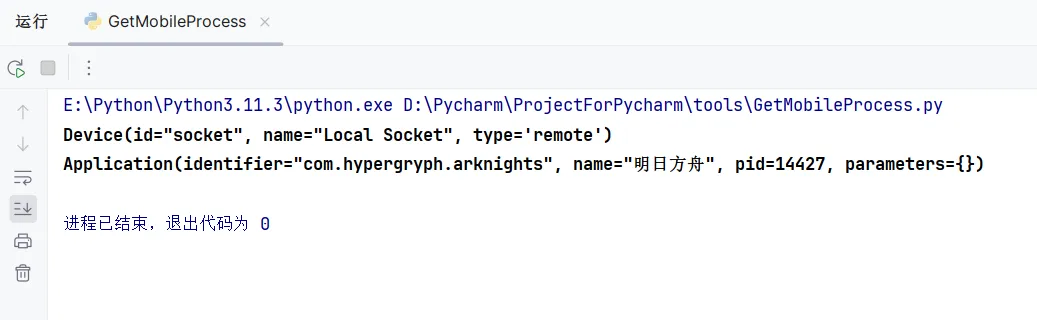 运行
GetMobileProcess
E:\Python\Python3.11.3\python.exe D:\Pycharm\ProjectForPycharm\tools\GetMobileProcess.py
Device(id="socket", name="Local Socket", type='remote')
Application(identifier="com.hypergryph.arknights", name="明日方舟", pid=14427, parameters={})
进程已结束，退出代码为 0